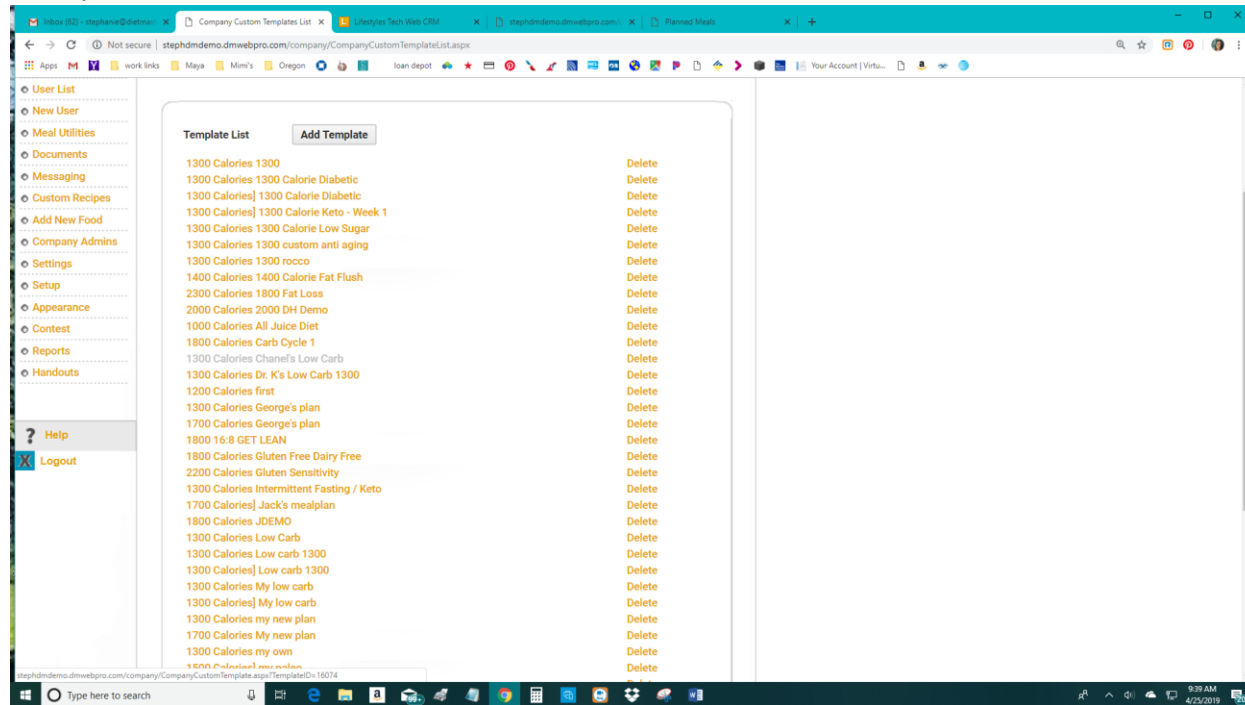 Inbox (82) - stephanie@dietmas
Company Custom Templates List
Lifestyles Tech Web CRM
stephdmdemo.dmwebpro.com/
Planned Meals
Not secure | stephdmdemo.dmwebpro.com/company/CompanyCustomTemplateList.aspx
Apps
work links
Maya
Mimi's
Oregon
loan depot
Your Account | Virtu...
User List
New User
Meal Utilities
Documents
Messaging
Custom Recipes
Add New Food
Company Admins
Settings
Setup
Appearance
Contest
Reports
Handouts
? Help
X Logout
Template List Add Template
1300 Calories 1300 Delete
1300 Calories 1300 Calorie Diabetic Delete
1300 Calories] 1300 Calorie Diabetic Delete
1300 Calories] 1300 Calorie Keto - Week 1 Delete
1300 Calories 1300 Calorie Low Sugar Delete
1300 Calories 1300 custom anti aging Delete
1300 Calories 1300 rocco Delete
1400 Calories 1400 Calorie Fat Flush Delete
2300 Calories 1800 Fat Loss Delete
2000 Calories 2000 DH Demo Delete
1000 Calories All Juice Diet Delete
1800 Calories Carb Cycle 1 Delete
1300 Calories Chanel's Low Carb Delete
1300 Calories Dr. K's Low Carb 1300 Delete
1200 Calories first Delete
1300 Calories George's plan Delete
1700 Calories George's plan Delete
1800 16:8 GET LEAN Delete
1800 Calories Gluten Free Dairy Free Delete
2200 Calories Gluten Sensitivity Delete
1300 Calories Intermittent Fasting / Keto Delete
1700 Calories] Jack's mealplan Delete
1800 Calories JDEMO Delete
1300 Calories Low Carb Delete
1300 Calories Low carb 1300 Delete
1300 Calories] Low carb 1300 Delete
1300 Calories My low carb Delete
1300 Calories] My low carb Delete
1300 Calories my new plan Delete
1700 Calories My new plan Delete
1300 Calories my own Delete
1500 Calories] my paleo Delete
stephdmdemo.dmwebpro.com/company/CompanyCustomTemplate.aspx?TemplateID=16074
Type here to search
9:39 AM
4/25/2019